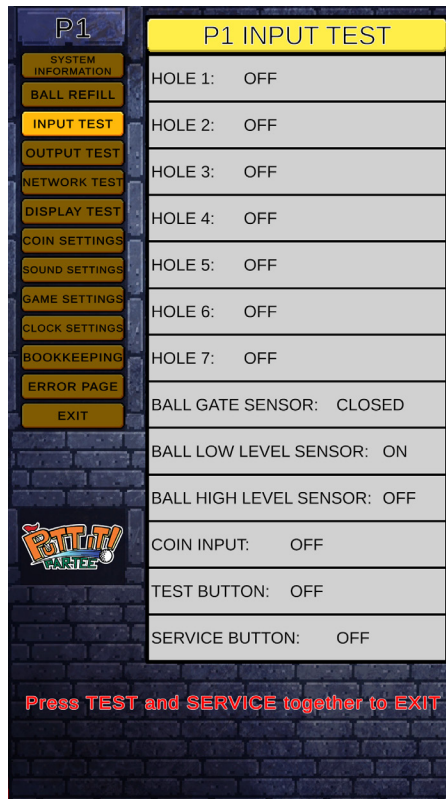 P1
SYSTEM
INFORMATION
BALL REFILL
INPUT TEST
OUTPUT TEST
NETWORK TEST
DISPLAY TEST
COIN SETTINGS
SOUND SETTINGS
GAME SETTINGS
CLOCK SETTINGS
BOOKKEEPING
ERROR PAGE
EXIT
PUTT IT!
PARTEE
P1 INPUT TEST
HOLE 1: OFF
HOLE 2: OFF
HOLE 3: OFF
HOLE 4: OFF
HOLE 5: OFF
HOLE 6: OFF
HOLE 7: OFF
BALL GATE SENSOR: CLOSED
BALL LOW LEVEL SENSOR: ON
BALL HIGH LEVEL SENSOR: OFF
COIN INPUT: OFF
TEST BUTTON: OFF
SERVICE BUTTON: OFF
Press TEST and SERVICE together to EXIT